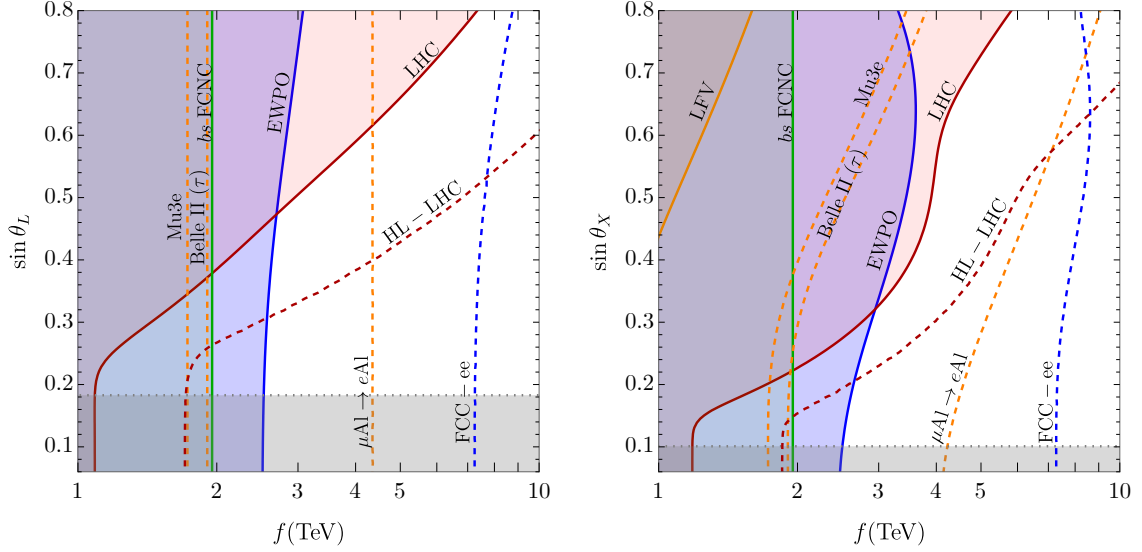 0.8
0.7
0.6
0.5
0.4
0.3
0.2
0.1
sin θ_L
1
2
3
4
5
10
f (TeV)
Mu3e
Belle II (τ)
bs FCNC
EWPO
LHC
HL − LHC
μAl → eAl
FCC − ee
0.8
0.7
0.6
0.5
0.4
0.3
0.2
0.1
sin θ_X
1
2
3
4
5
10
f (TeV)
LFV
bs FCNC
Mu3e
Belle II (τ)
EWPO
LHC
HL − LHC
μAl → eAl
FCC − ee